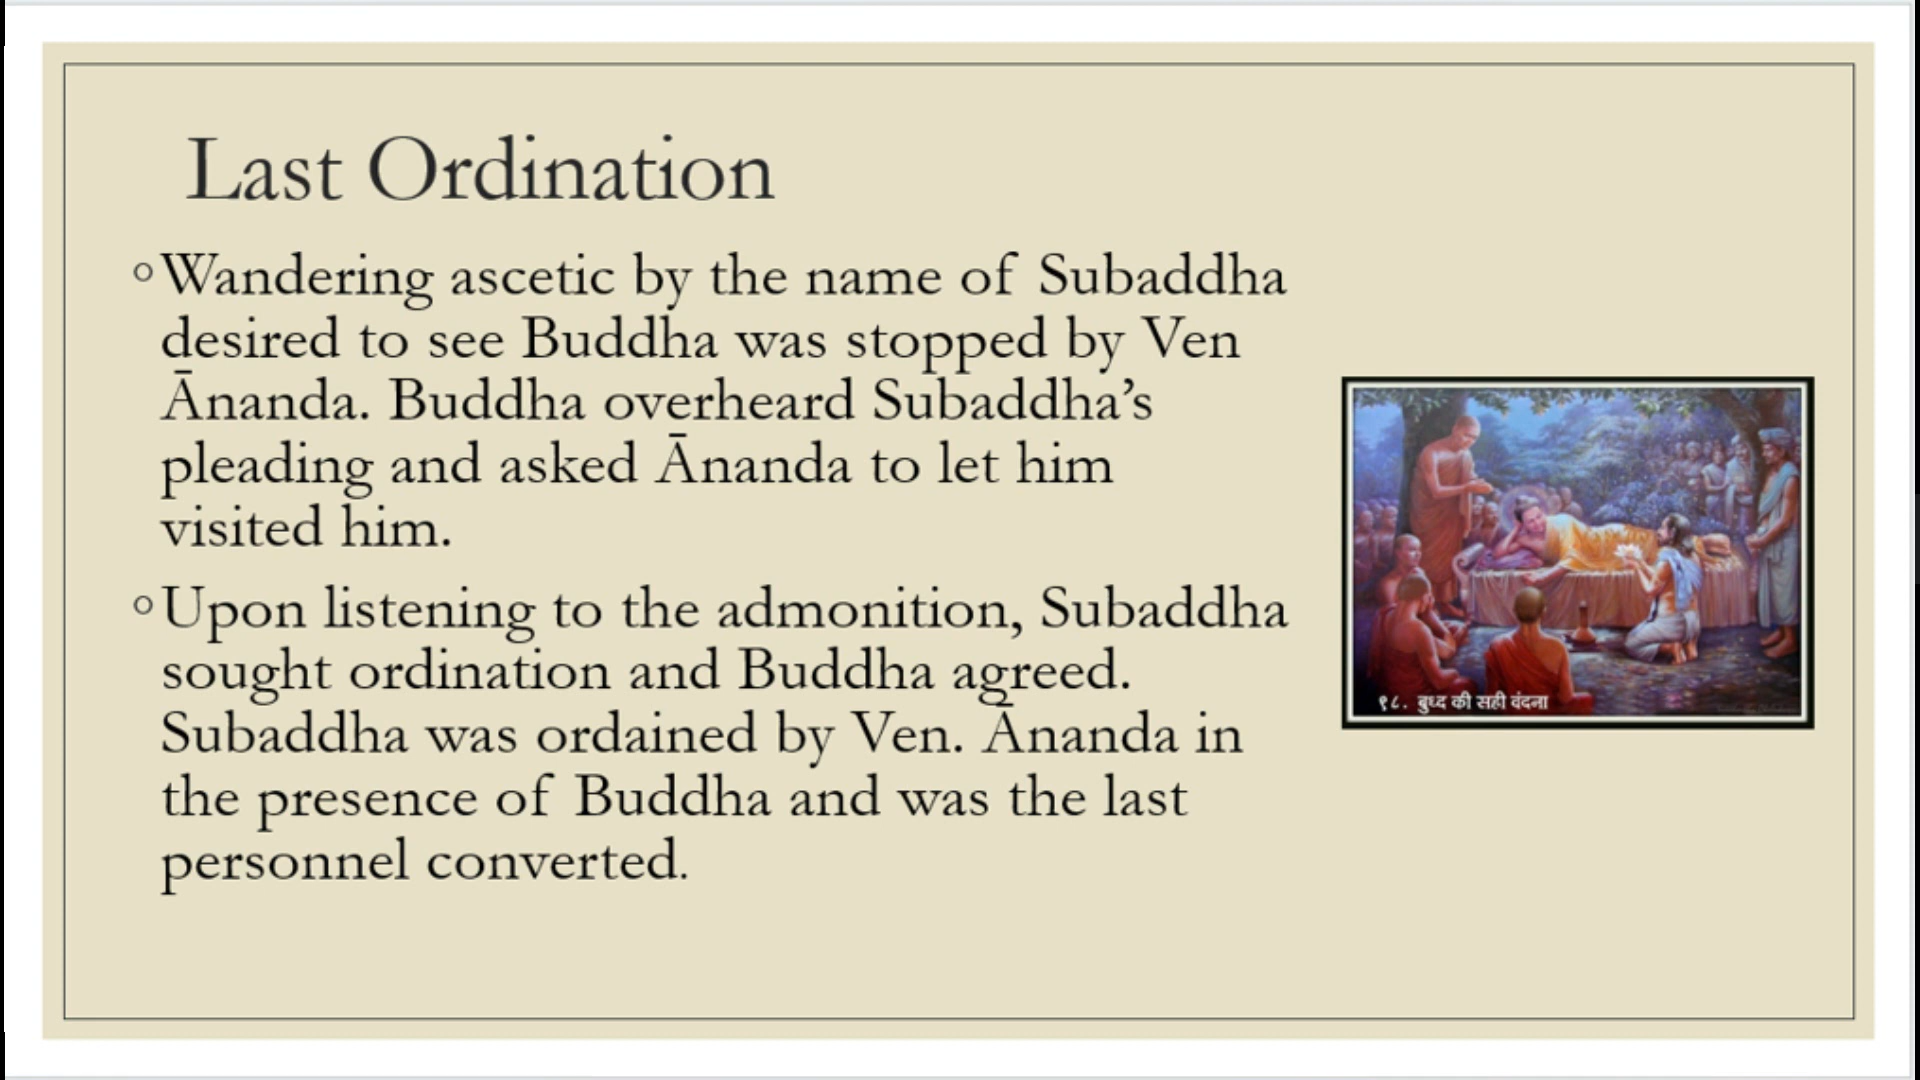 Last Ordination
◦Wandering ascetic by the name of Subaddha
desired to see Buddha was stopped by Ven
Ānanda. Buddha overheard Subaddha’s
pleading and asked Ānanda to let him
visited him.
◦Upon listening to the admonition, Subaddha
sought ordination and Buddha agreed.
Subaddha was ordained by Ven. Ānanda in
the presence of Buddha and was the last
personnel converted.
१८. बुध्द की सही वंदना